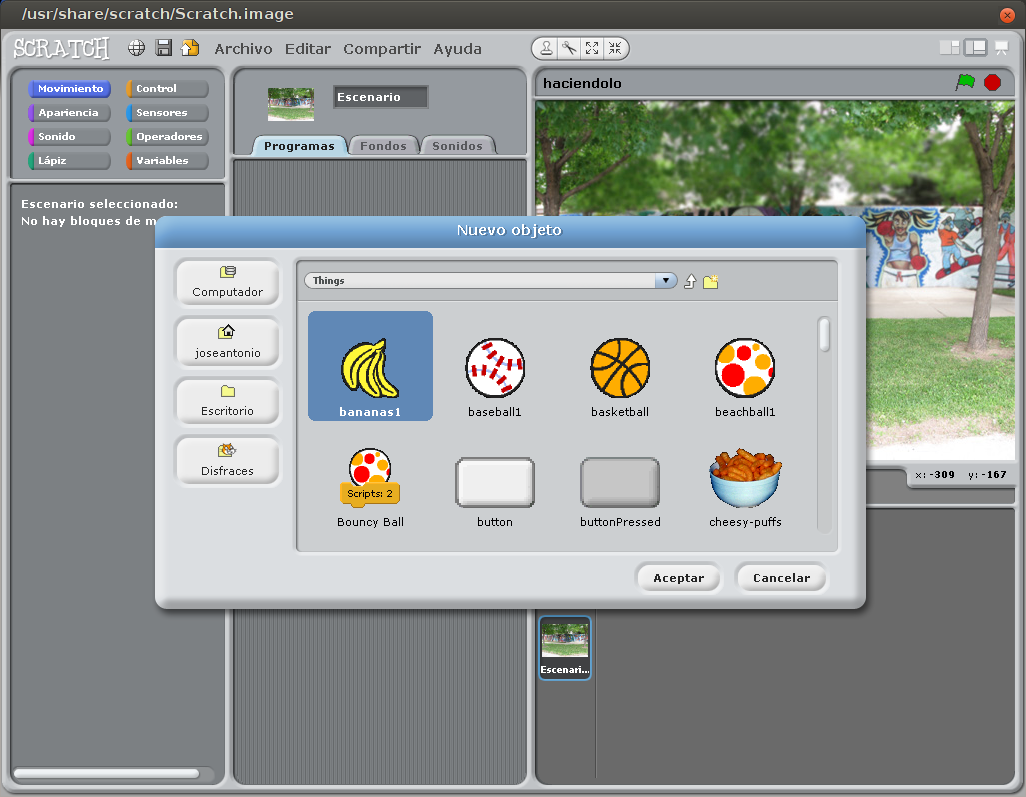 /usr/share/scratch/Scratch.image
SCRATCH
Archivo Editar Compartir Ayuda
Movimiento Control
Apariencia Sensores
Sonido Operadores
Lápiz Variables
Escenario
Programas Fondos Sonidos
haciendolo
Escenario seleccionado:
No hay bloques de m
Nuevo objeto
Computador
joseantonio
Escritorio
Disfraces
Things
bananas1 baseball1 basketball beachball1
Scripts: 2
Bouncy Ball button buttonPressed cheesy-puffs
Aceptar Cancelar
x: -309 y: -167
Escenari...